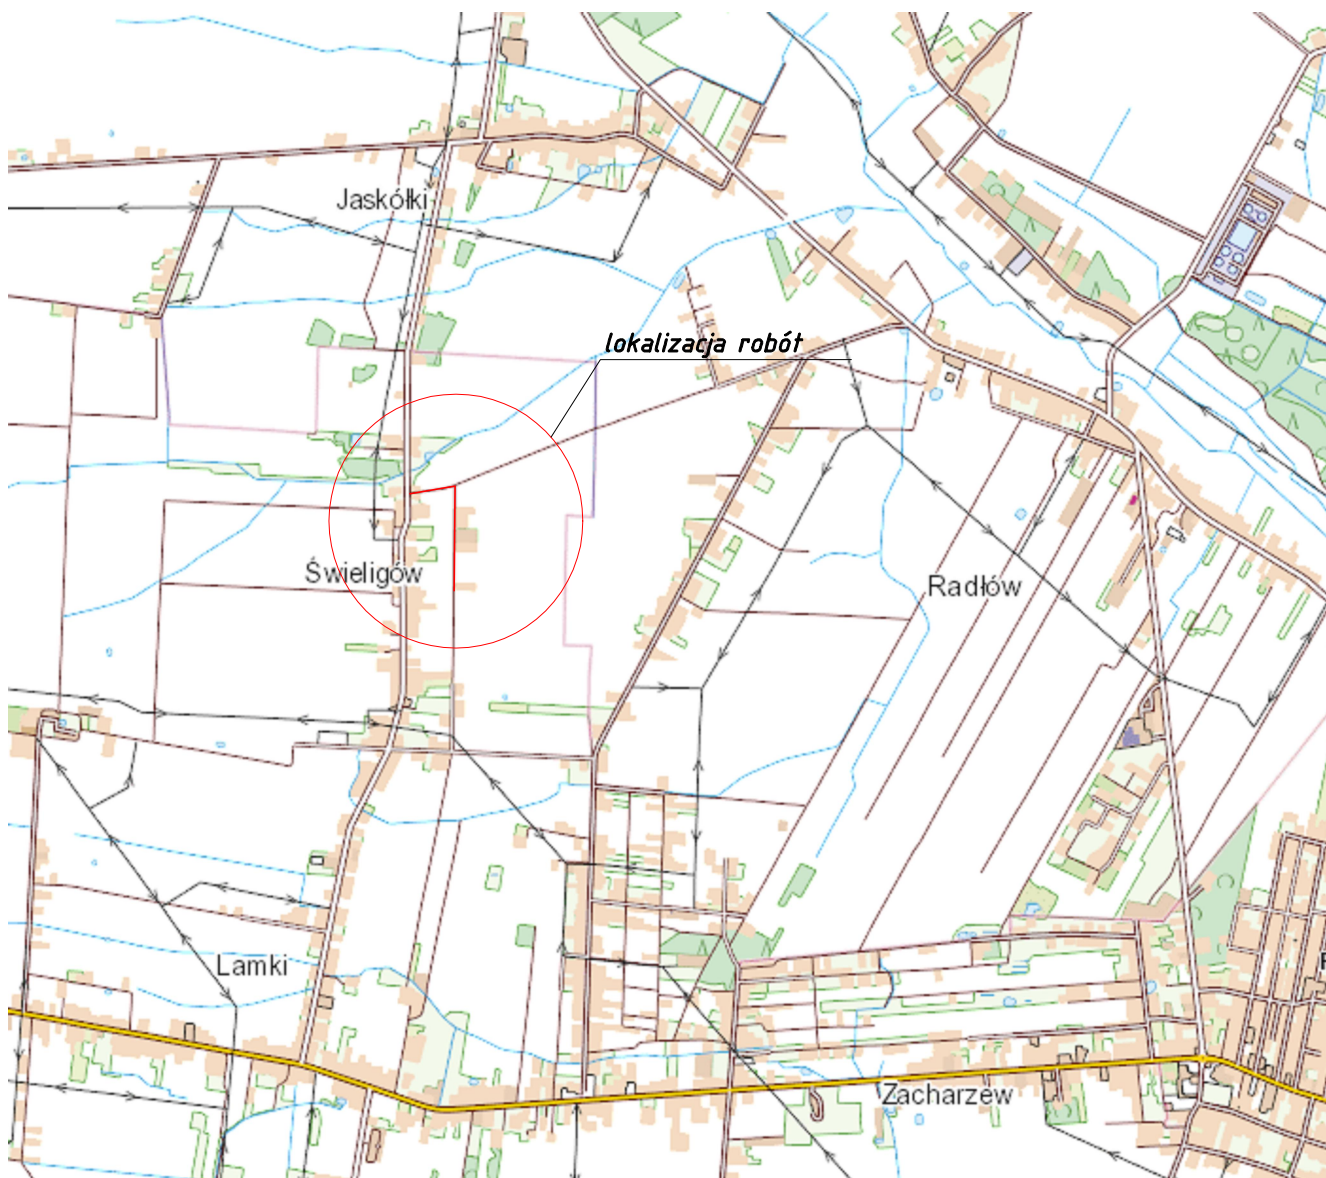 Jaskółki
lokalizacja robót
Świeligów
Radłów
Lamki
Zacharzew